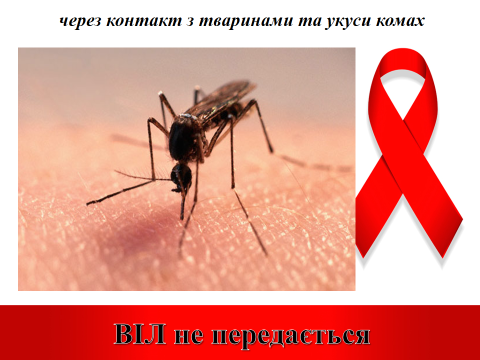 через контакт з тваринами та укуси комах
ВІЛ не передається